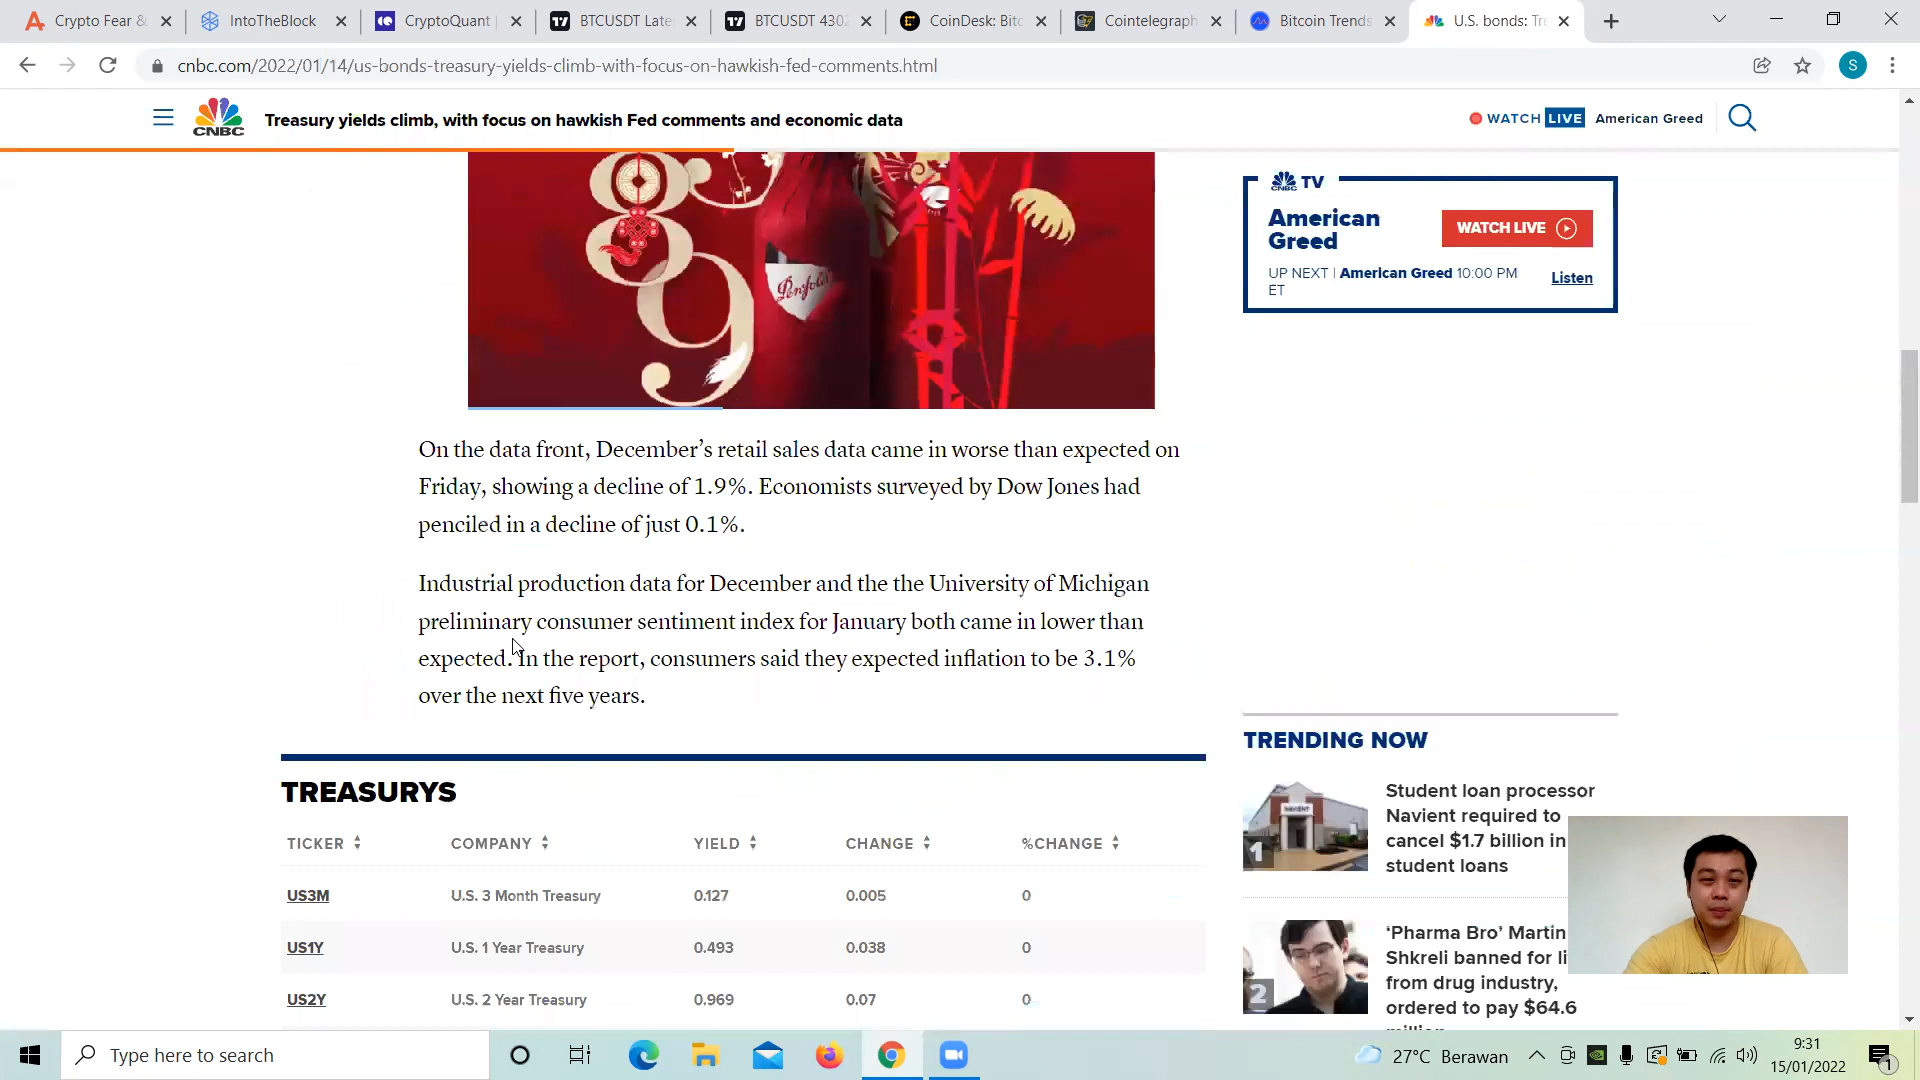 Crypto Fear &
IntoTheBlock
CryptoQuant
BTCUSDT Late
BTCUSDT 4302
CoinDesk: Bitc
Cointelegraph
Bitcoin Trends
U.S. bonds: Tre
cnbc.com/2022/01/14/us-bonds-treasury-yields-climb-with-focus-on-hawkish-fed-comments.html
S
CNBC
Treasury yields climb, with focus on hawkish Fed comments and economic data
WATCH LIVE American Greed
Penfolds
CNBC TV
American
Greed
WATCH LIVE
UP NEXT | American Greed 10:00 PM
ET
Listen
On the data front, December’s retail sales data came in worse than expected on
Friday, showing a decline of 1.9%. Economists surveyed by Dow Jones had
penciled in a decline of just 0.1%.
Industrial production data for December and the the University of Michigan
preliminary consumer sentiment index for January both came in lower than
expected. In the report, consumers said they expected inflation to be 3.1%
over the next five years.
TREASURYS
TICKER COMPANY YIELD CHANGE %CHANGE
US3M U.S. 3 Month Treasury 0.127 0.005 0
US1Y U.S. 1 Year Treasury 0.493 0.038 0
US2Y U.S. 2 Year Treasury 0.969 0.07 0
TRENDING NOW
NAVIENT
1
Student loan processor
Navient required to
cancel $1.7 billion in
student loans
2
‘Pharma Bro’ Martin
Shkreli banned for li
from drug industry,
ordered to pay $64.6
Type here to search
27°C Berawan
9:31
15/01/2022
1